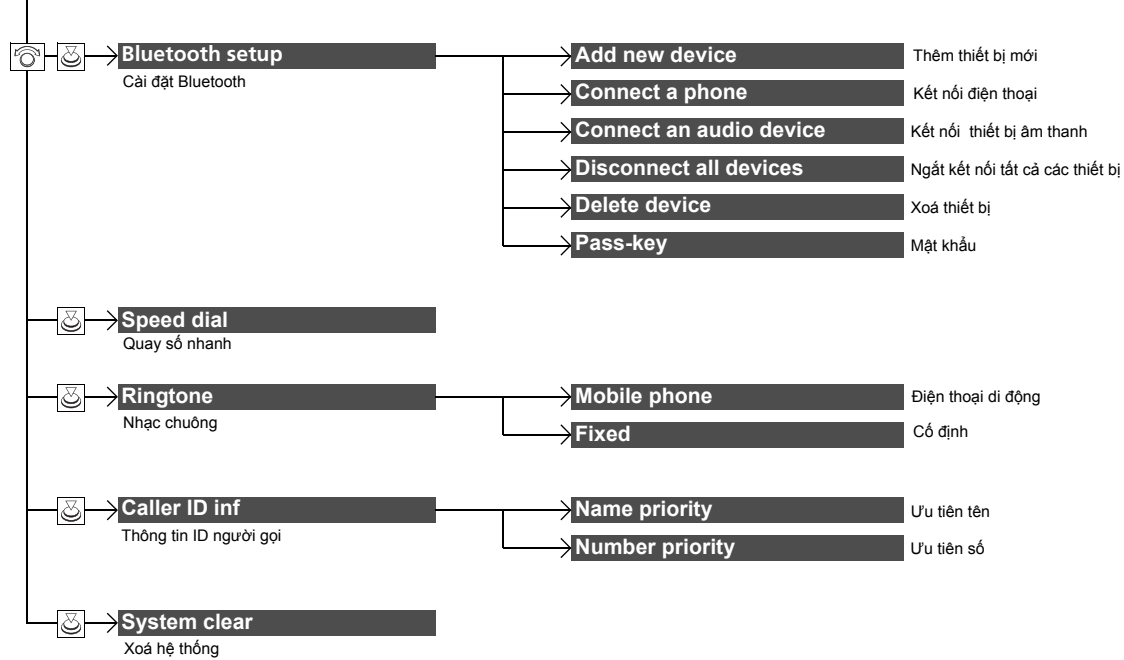 Bluetooth setup
Cài đặt Bluetooth
Add new device Thêm thiết bị mới
Connect a phone Kết nối điện thoại
Connect an audio device Kết nối thiết bị âm thanh
Disconnect all devices Ngắt kết nối tất cả các thiết bị
Delete device Xoá thiết bị
Pass-key Mật khẩu
Speed dial
Quay số nhanh
Ringtone
Nhạc chuông
Mobile phone Điện thoại di động
Fixed Cố định
Caller ID inf
Thông tin ID người gọi
Name priority Ưu tiên tên
Number priority Ưu tiên số
System clear
Xoá hệ thống